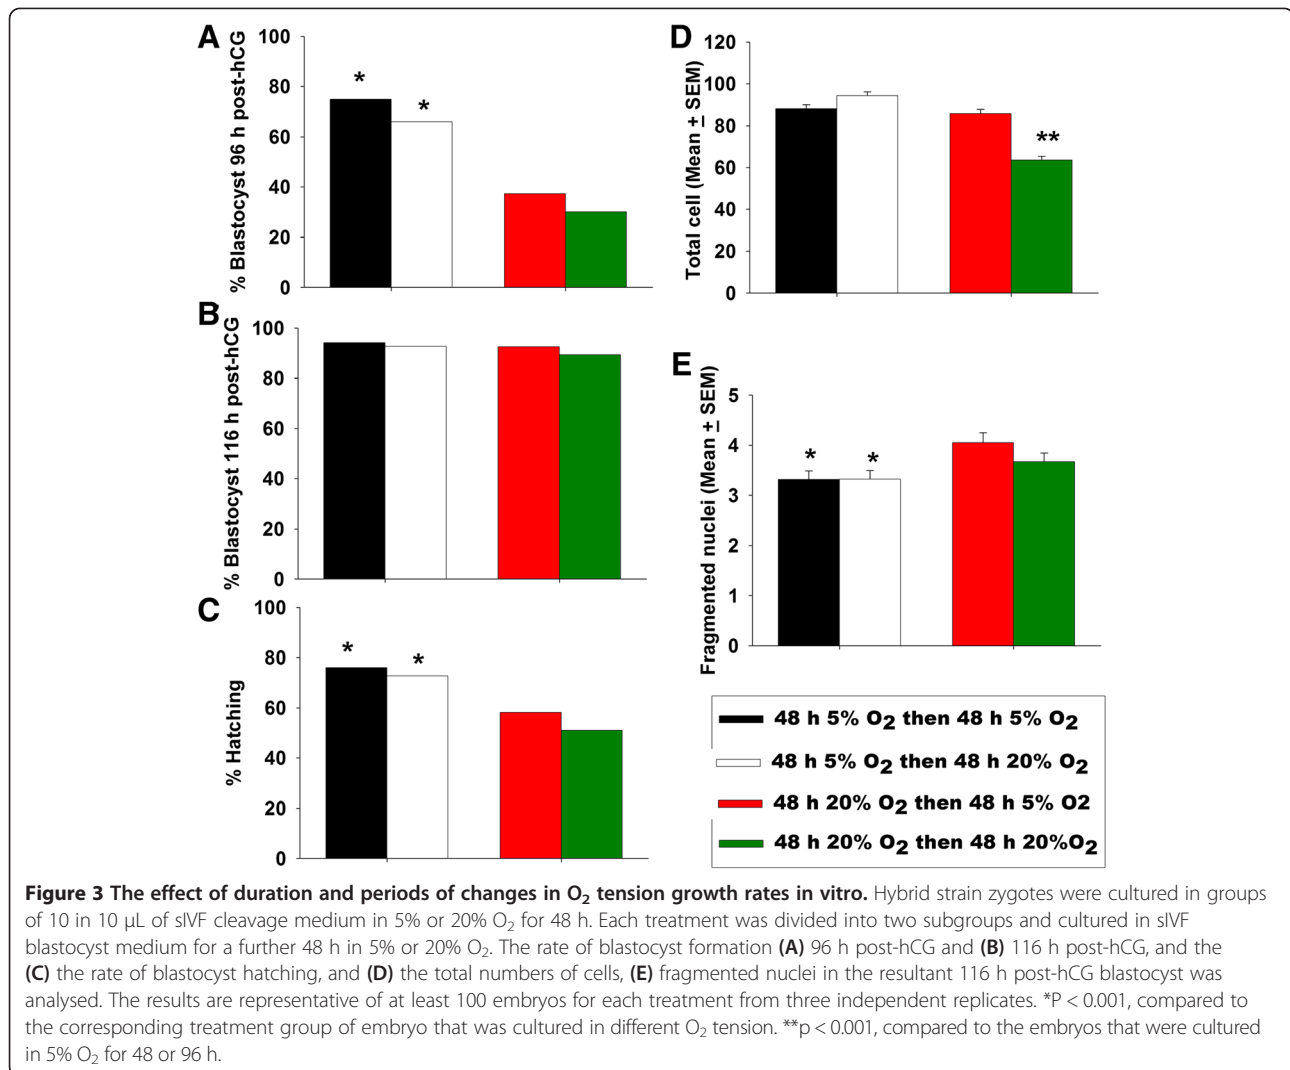 A
% Blastocyst 96 h post-hCG
100
80
60
40
20
0
*
*
B
% Blastocyst 116 h post-hCG
100
80
60
40
20
0
C
% Hatching
100
80
60
40
20
0
*
*
D
Total cell (Mean ± SEM)
120
100
80
60
40
20
0
**
E
Fragmented nuclei (Mean ± SEM)
5
4
3
2
1
0
*
*
48 h 5% O₂ then 48 h 5% O₂
48 h 5% O₂ then 48 h 20% O₂
48 h 20% O₂ then 48 h 5% O2
48 h 20% O₂ then 48 h 20%O₂
Figure 3 The effect of duration and periods of changes in O₂ tension growth rates in vitro. Hybrid strain zygotes were cultured in groups
of 10 in 10 μL of sIVF cleavage medium in 5% or 20% O₂ for 48 h. Each treatment was divided into two subgroups and cultured in sIVF
blastocyst medium for a further 48 h in 5% or 20% O₂. The rate of blastocyst formation (A) 96 h post-hCG and (B) 116 h post-hCG, and the
(C) the rate of blastocyst hatching, and (D) the total numbers of cells, (E) fragmented nuclei in the resultant 116 h post-hCG blastocyst was
analysed. The results are representative of at least 100 embryos for each treatment from three independent replicates. *P < 0.001, compared to
the corresponding treatment group of embryo that was cultured in different O₂ tension. **p < 0.001, compared to the embryos that were cultured
in 5% O₂ for 48 or 96 h.